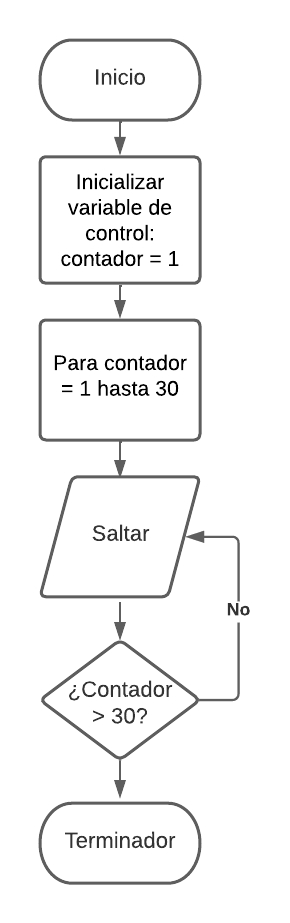 Inicio
Inicializar
variable de
control:
contador = 1
Para contador
= 1 hasta 30
Saltar
No
¿Contador
> 30?
Terminador